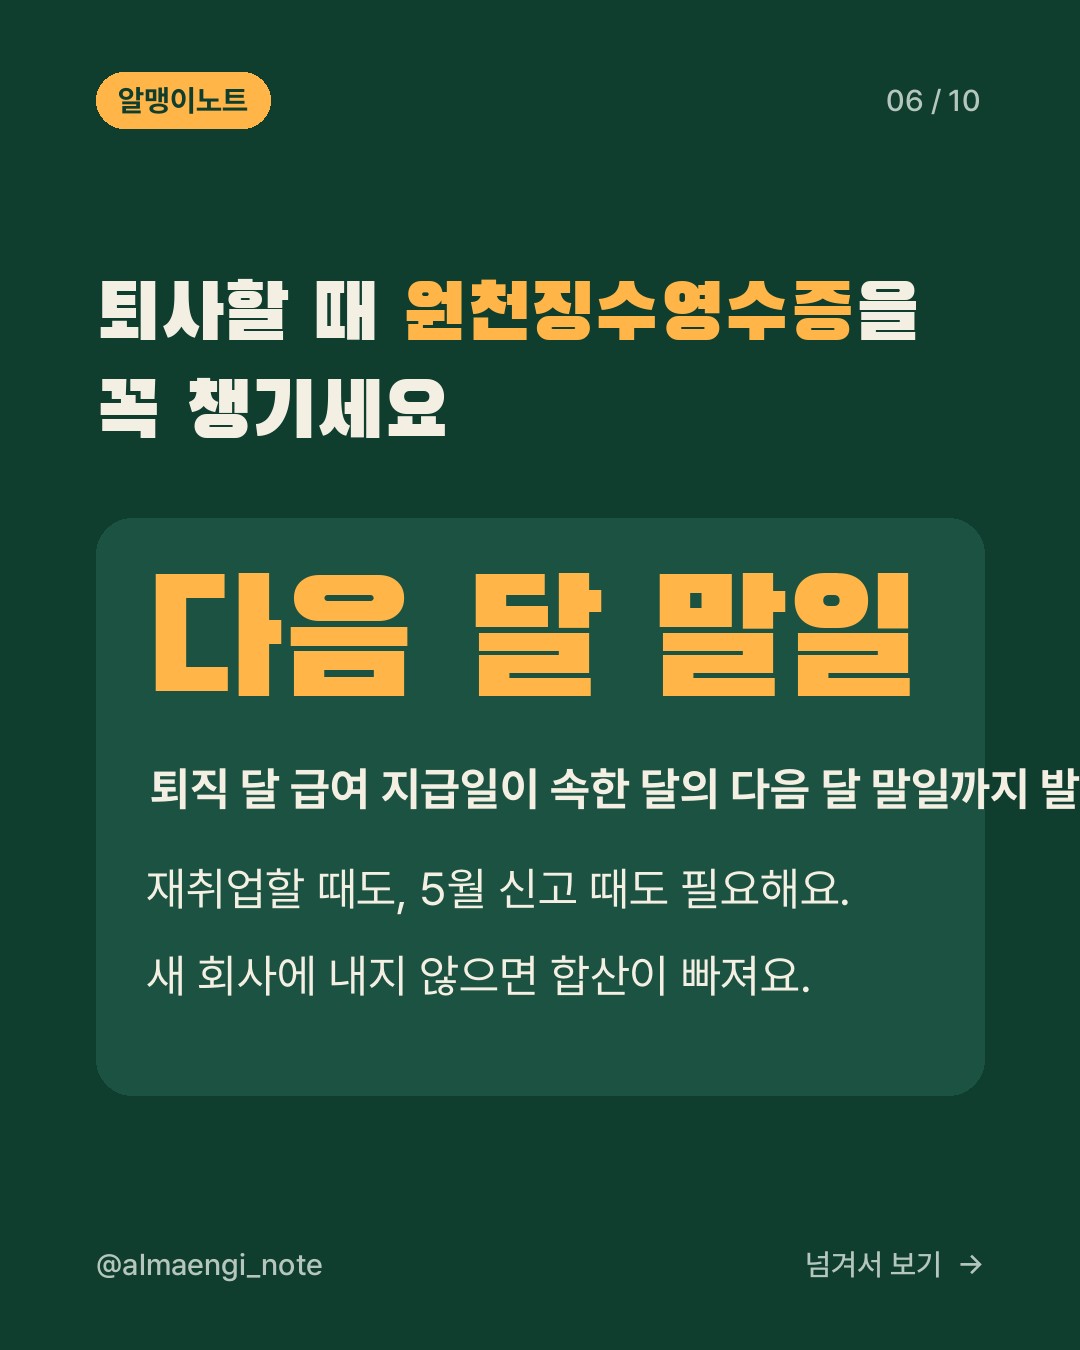 알맹이노트
06 / 10
퇴사할 때 원천징수영수증을
꼭 챙기세요
다음 달 말일
퇴직 달 급여 지급일이 속한 달의 다음 달 말일까지 발
재취업할 때도, 5월 신고 때도 필요해요.
새 회사에 내지 않으면 합산이 빠져요.
@almaengi_note
넘겨서 보기 →